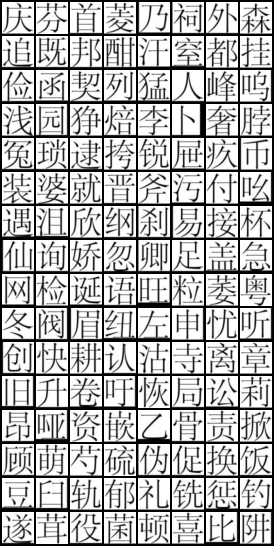 庆芬首菱乃祠外森
追既邦酣汗窒都挂
俭函契列猛人峰呜
浅园狰焙李卜奢脖
冤琐逮挎锐屉疚币
装婆就晋斧污付吆
遇沮欣纲刹易接杯
仙询娇忽卿足盖急
网检诞语旺粒萎粤
冬阀眉纽左申忧听
创快耕认沽寺离章
旧升卷吁恢局讼莉
昂哑资嵌乙骨责掀
顾萌芍硫伪促换饭
豆臼轨郁礼铣惩钓
遂茸役菌顿喜比阱